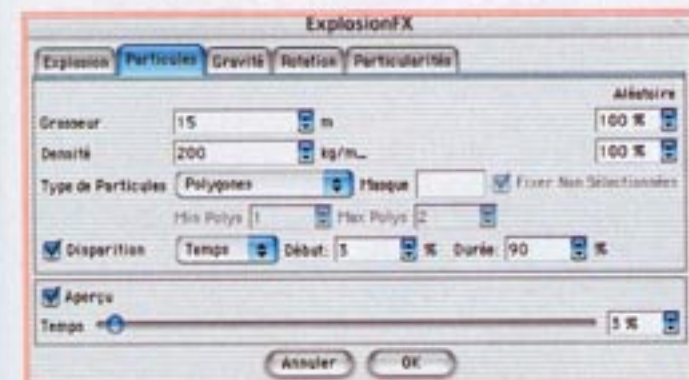 ExplosionFX
Explosion Particules Gravité Rotation Particularités
Aléatoire
Grosseur 15 m 100 %
Densité 200 kg/m... 100 %
Type de Particules Polygones Masque Fixer Non Sélectionnées
Min Polys 1 Max Polys 2
Disparition Temps Début: 3 % Durée: 90 %
Aperçu
Temps 3 %
Annuler OK